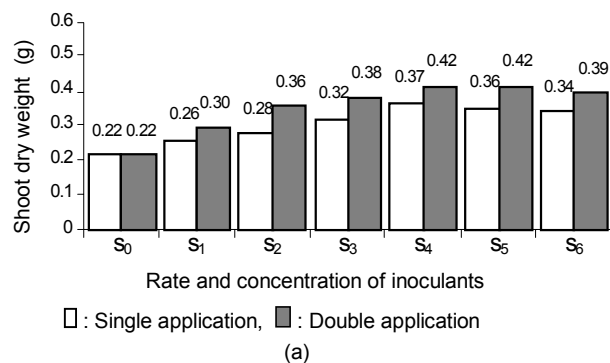 Shoot dry weight (g)
0.6
0.5
0.4
0.3
0.2
0.1
0
0.22 0.22
0.26 0.30
0.28 0.36
0.32 0.38
0.37 0.42
0.36 0.42
0.34 0.39
S0 S1 S2 S3 S4 S5 S6
Rate and concentration of inoculants
: Single application, : Double application
(a)